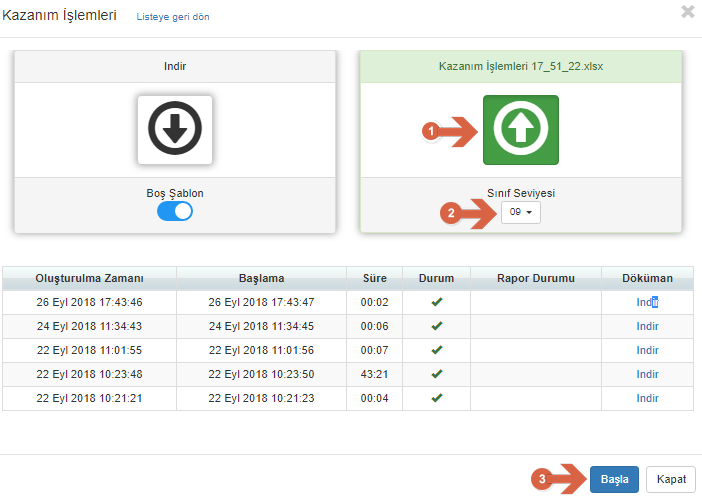 Kazanım İşlemleri Listeye geri dön
Indir
Kazanım İşlemleri 17_51_22.xlsx
1
Boş Şablon
Sınıf Seviyesi
2 09
Oluşturulma Zamanı Başlama Süre Durum Rapor Durumu Döküman
26 Eyl 2018 17:43:46 26 Eyl 2018 17:43:47 00:02 Indir
24 Eyl 2018 11:34:43 24 Eyl 2018 11:34:45 00:06 Indir
22 Eyl 2018 11:01:55 22 Eyl 2018 11:01:56 00:07 Indir
22 Eyl 2018 10:23:48 22 Eyl 2018 10:23:50 43:21 Indir
22 Eyl 2018 10:21:21 22 Eyl 2018 10:21:23 00:04 Indir
3 Başla Kapat